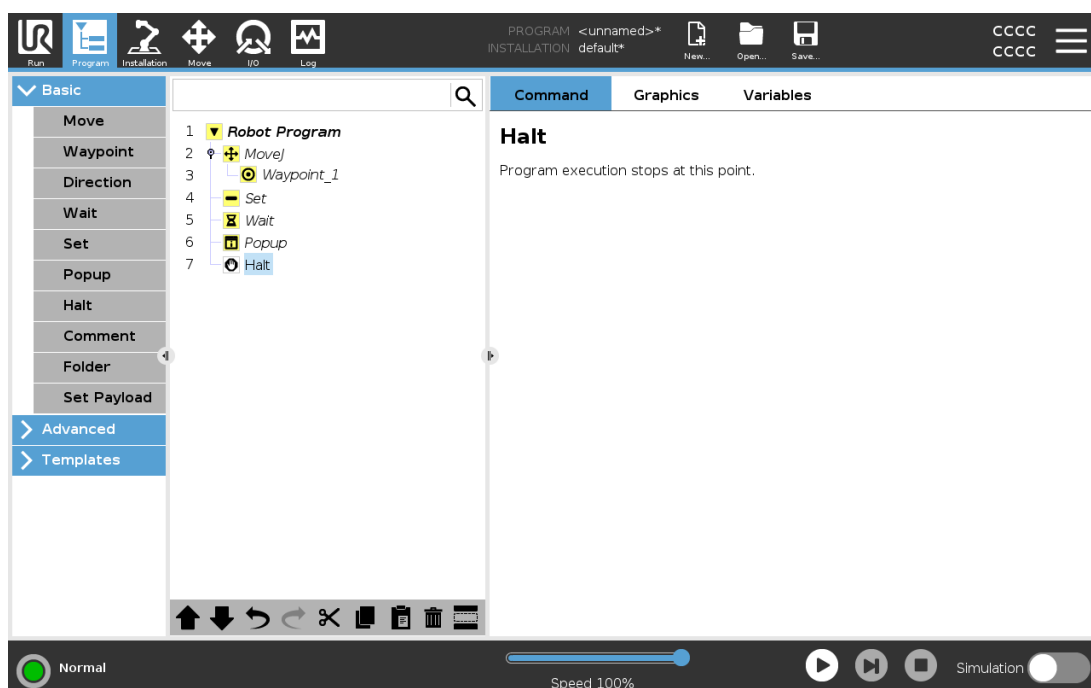 PROGRAM <unnamed>*
INSTALLATION default*
CCCC
CCCC
Run Program Installation Move I/O Log New... Open... Save...
Basic
Move
Waypoint
Direction
Wait
Set
Popup
Halt
Comment
Folder
Set Payload
Advanced
Templates
1 Robot Program
2 MoveJ
3 Waypoint_1
4 Set
5 Wait
6 Popup
7 Halt
Command Graphics Variables
Halt
Program execution stops at this point.
Normal
Speed 100%
Simulation